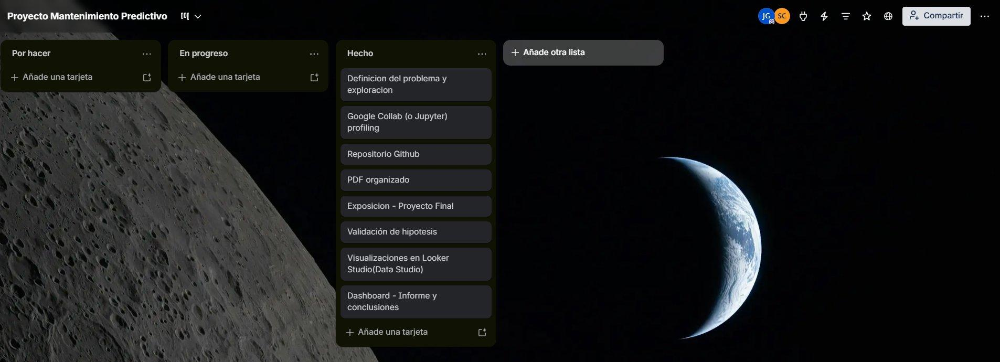 Proyecto Mantenimiento Predictivo
JG
SC
Compartir
Por hacer
Añade una tarjeta
En progreso
Añade una tarjeta
Hecho
Definicion del problema y
exploracion
Google Collab (o Jupyter)
profiling
Repositorio Github
PDF organizado
Exposicion - Proyecto Final
Validación de hipotesis
Visualizaciones en Looker
Studio(Data Studio)
Dashboard - Informe y
conclusiones
Añade una tarjeta
Añade otra lista